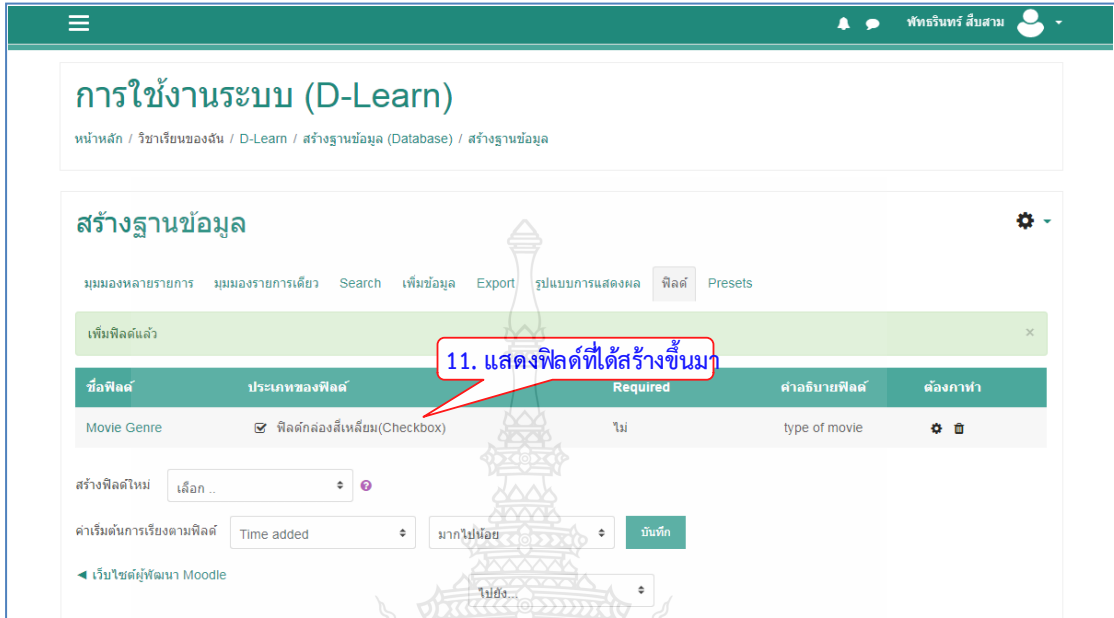 พัทธรินทร์ สืบสาม
การใช้งานระบบ (D-Learn)
หน้าหลัก / วิชาเรียนของฉัน / D-Learn / สร้างฐานข้อมูล (Database) / สร้างฐานข้อมูล
สร้างฐานข้อมูล
มุมมองหลายรายการ มุมมองรายการเดียว Search เพิ่มข้อมูล Export รูปแบบการแสดงผล ฟิลด์ Presets
เพิ่มฟิลด์แล้ว ×
11. แสดงฟิลด์ที่ได้สร้างขึ้นมา
ชื่อฟิลด์ ประเภทของฟิลด์ Required คำอธิบายฟิลด์ ต้องการทำ
Movie Genre ฟิลด์กล่องสี่เหลี่ยม(Checkbox) ไม่ type of movie
สร้างฟิลด์ใหม่ เลือก ..
ค่าเริ่มต้นการเรียงตามฟิลด์ Time added มากไปน้อย บันทึก
◄ เว็บไซต์ผู้พัฒนา Moodle
ไปยัง...